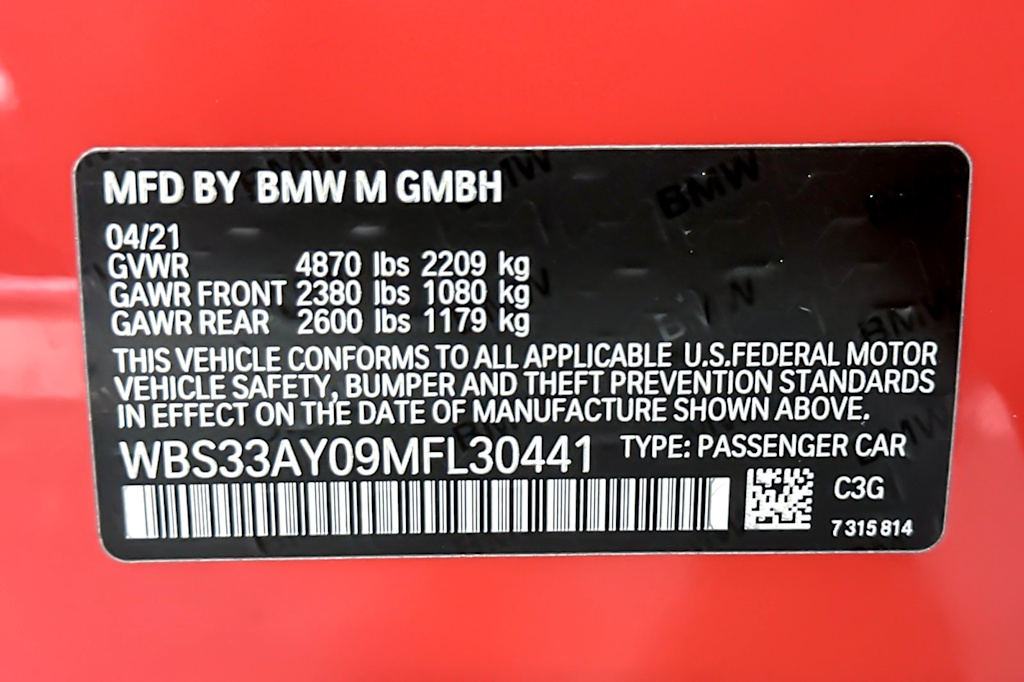 MFD BY BMW M GMBH
04/21
GVWR 4870 lbs 2209 kg
GAWR FRONT 2380 lbs 1080 kg
GAWR REAR 2600 lbs 1179 kg
THIS VEHICLE CONFORMS TO ALL APPLICABLE U.S.FEDERAL MOTOR
VEHICLE SAFETY, BUMPER AND THEFT PREVENTION STANDARDS
IN EFFECT ON THE DATE OF MANUFACTURE SHOWN ABOVE.
WBS33AY09MFL30441 TYPE: PASSENGER CAR
C3G
7 315 814